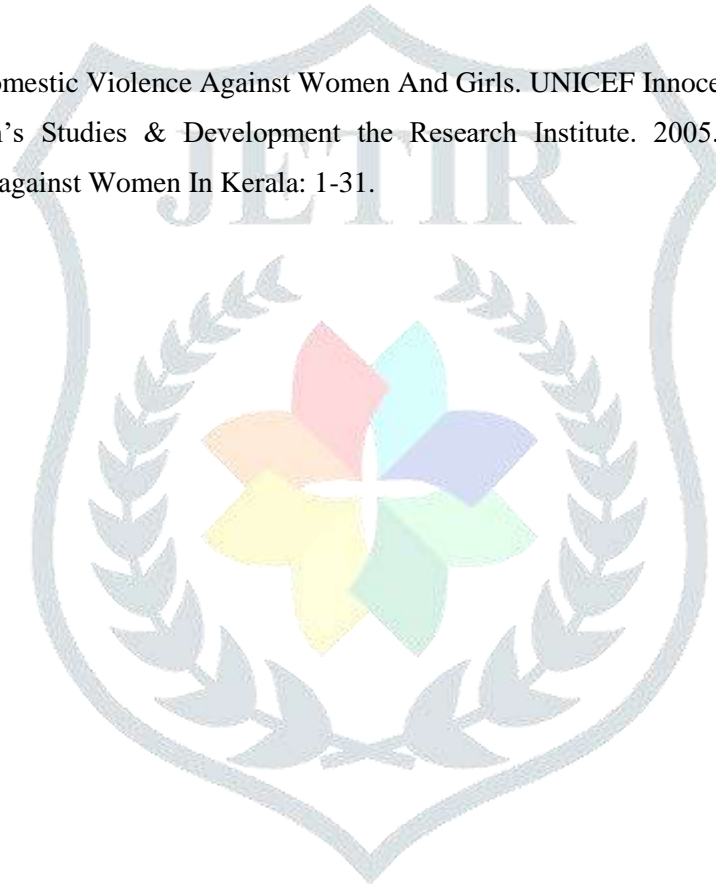 omestic Violence Against Women And Girls. UNICEF Innoce
's Studies & Development the Research Institute. 2005.
against Women In Kerala: 1-31.
JETIR